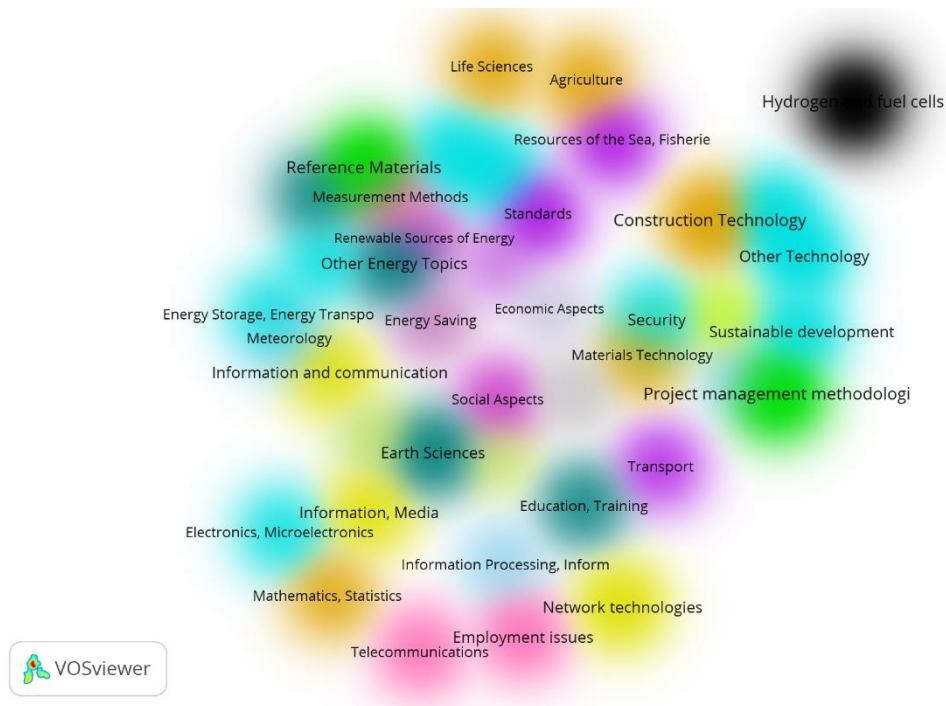 Life Sciences
Agriculture
Hydrogen and fuel cells
Resources of the Sea, Fisherie
Reference Materials
Measurement Methods
Standards
Construction Technology
Renewable Sources of Energy
Other Energy Topics
Other Technology
Energy Storage, Energy Transpo
Energy Saving
Economic Aspects
Security
Sustainable development
Meteorology
Materials Technology
Information and communication
Social Aspects
Project management methodologi
Earth Sciences
Transport
Information, Media
Education, Training
Electronics, Microelectronics
Information Processing, Inform
Mathematics, Statistics
Network technologies
Employment issues
Telecommunications
VOSviewer